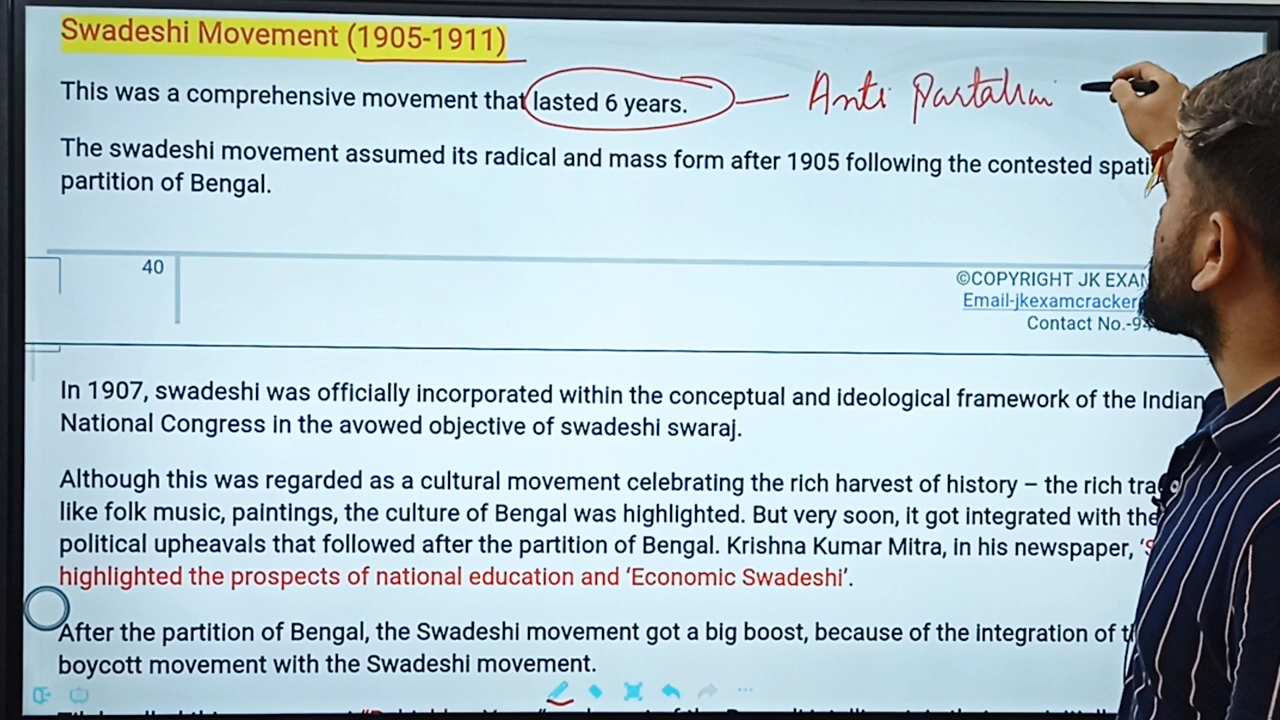 Swadeshi Movement (1905-1911)
This was a comprehensive movement that lasted 6 years. — Anti
The swadeshi movement assumed its radical and mass form after 1905 following the contested spati
partition of Bengal.
40
©COPYRIGHT JK EXAM
Email-jkexamcracker
Contact No.-9
In 1907, swadeshi was officially incorporated within the conceptual and ideological framework of the Indian
National Congress in the avowed objective of swadeshi swaraj.
Although this was regarded as a cultural movement celebrating the rich harvest of history – the rich tra
like folk music, paintings, the culture of Bengal was highlighted. But very soon, it got integrated with the
political upheavals that followed after the partition of Bengal. Krishna Kumar Mitra, in his newspaper, ‘S
highlighted the prospects of national education and ‘Economic Swadeshi’.
After the partition of Bengal, the Swadeshi movement got a big boost, because of the integration of t
boycott movement with the Swadeshi movement.